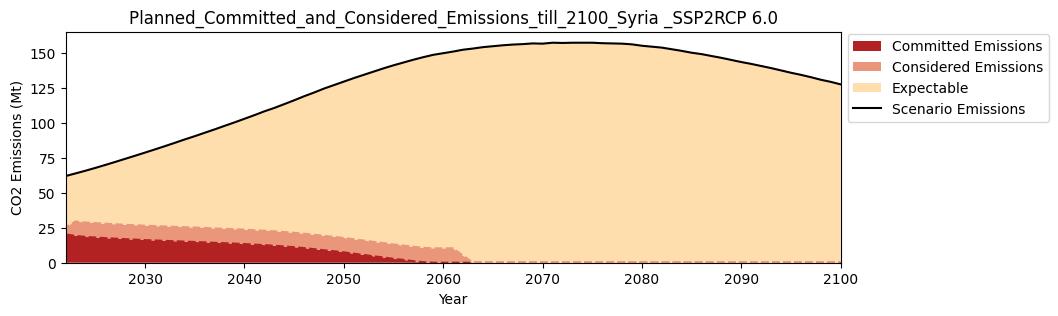 Planned_Committed_and_Considered_Emissions_till_2100_Syria _SSP2RCP 6.0
CO2 Emissions (Mt)
150
125
100
75
50
25
0
2030
2040
2050
2060
2070
2080
2090
2100
Year
Committed Emissions
Considered Emissions
Expectable
Scenario Emissions